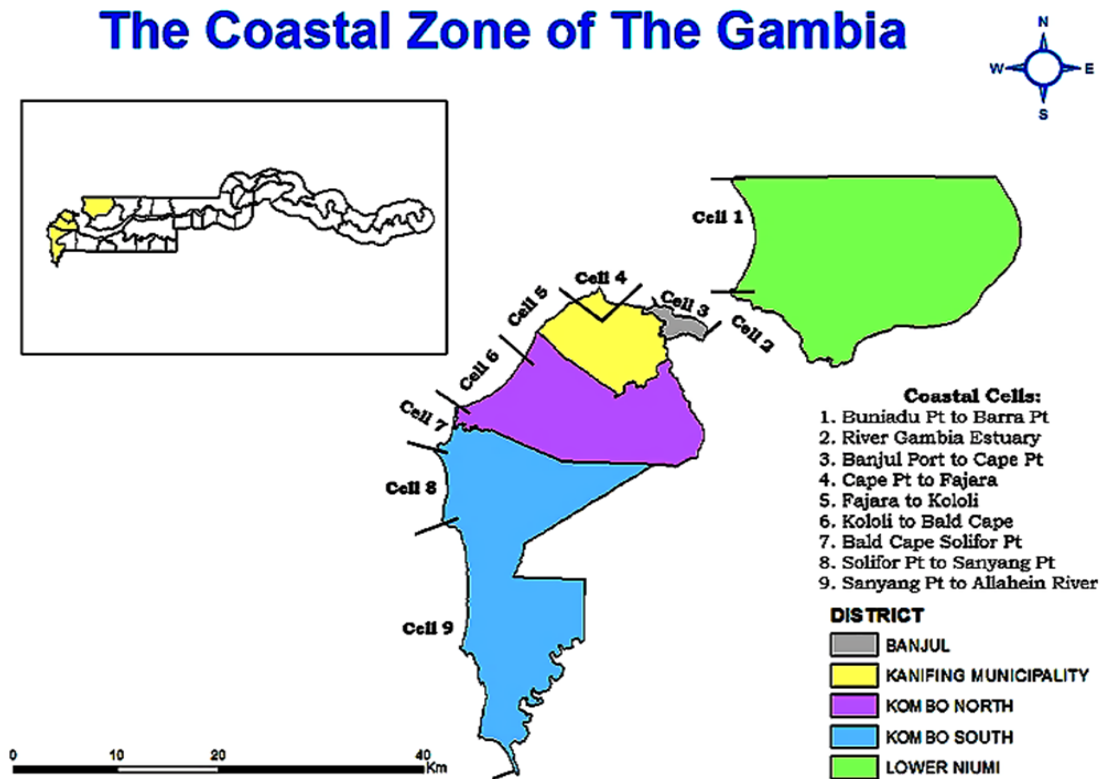 The Coastal Zone of The Gambia
N
W E
S
Cell 1
Cell 4
Cell 3
Cell 5
Cell 2
Cell 6
Cell 7
Cell 8
Cell 9
Coastal Cells:
1. Buniadu Pt to Barra Pt
2. River Gambia Estuary
3. Banjul Port to Cape Pt
4. Cape Pt to Fajara
5. Fajara to Kololi
6. Kololi to Bald Cape
7. Bald Cape Solifor Pt
8. Solifor Pt to Sanyang Pt
9. Sanyang Pt to Allahein River
DISTRICT
BANJUL
KANIFING MUNICIPALITY
KOMBO NORTH
KOMBO SOUTH
LOWER NIUMI
0 10 20 40
Km